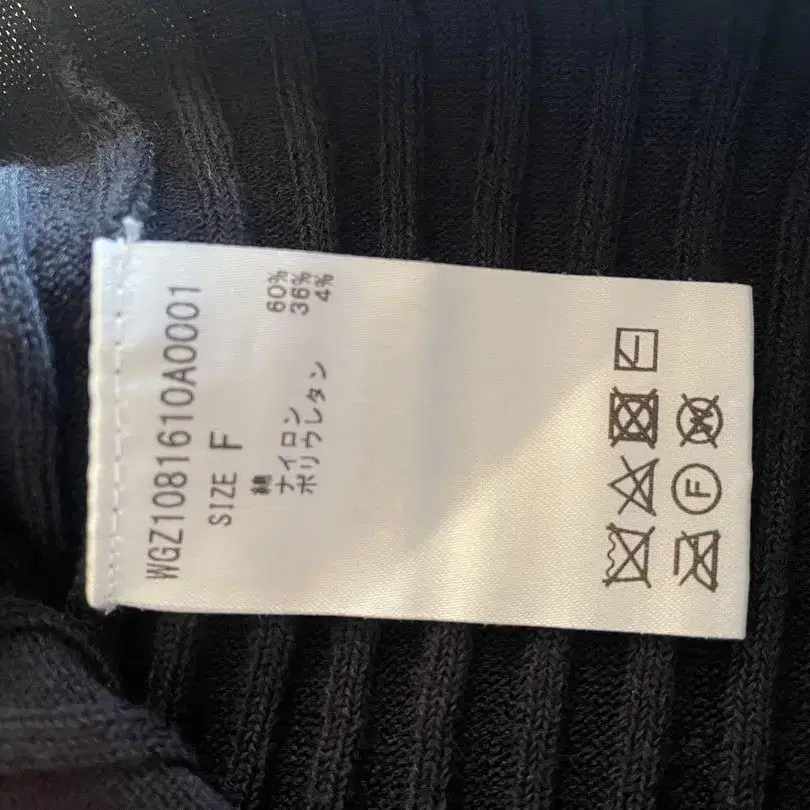 WGZ1081610A0001
SIZE F
綿 60%
ナイロン 36%
ポリウレタン 4%
F
W